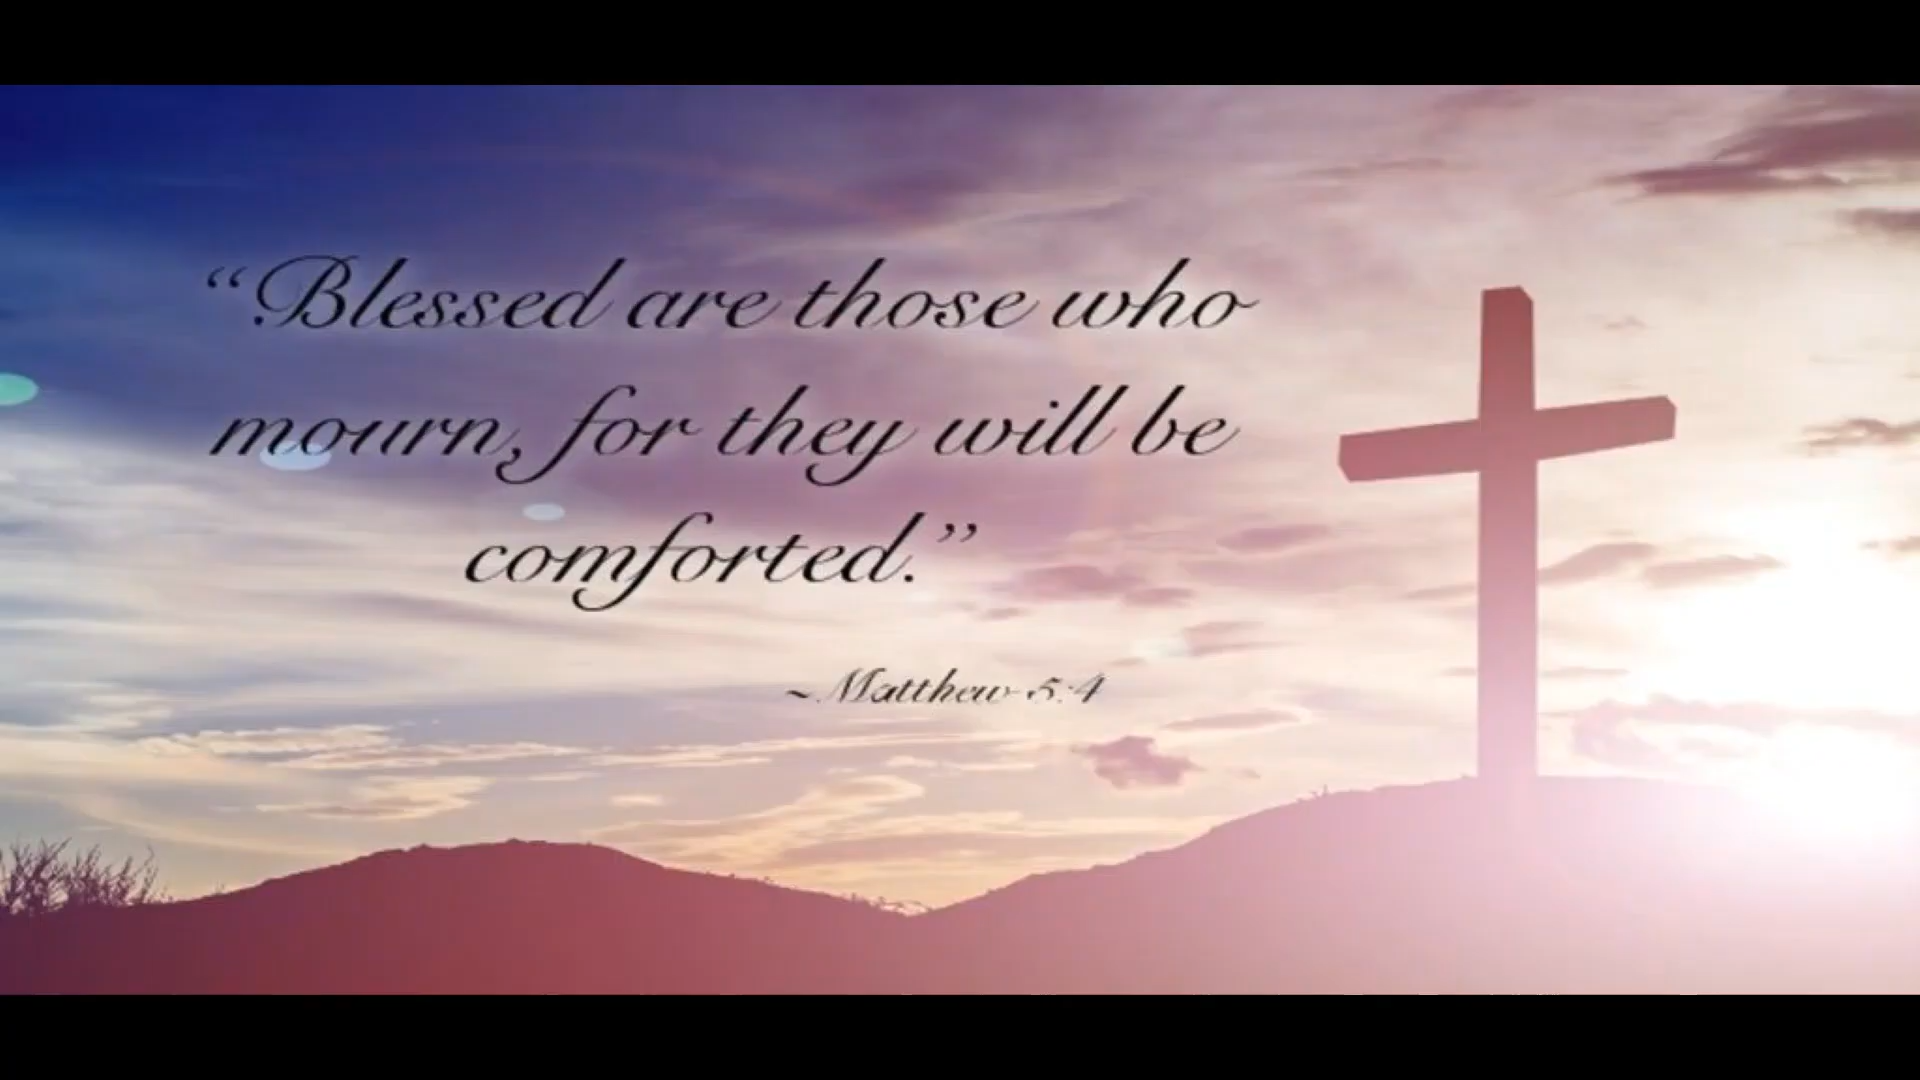 “Blessed are those who
mourn, for they will be
comforted.”
~Matthew 5:4